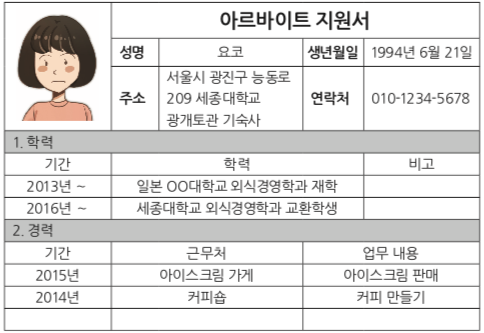 아르바이트 지원서
성명 요코 생년월일 1994년 6월 21일
주소 서울시 광진구 능동로 209 세종대학교 광개토관 기숙사 연락처 010-1234-5678
1. 학력
기간 학력 비고
2013년 ~ 일본 OO대학교 외식경영학과 재학
2016년 ~ 세종대학교 외식경영학과 교환학생
2. 경력
기간 근무처 업무 내용
2015년 아이스크림 가게 아이스크림 판매
2014년 커피숍 커피 만들기